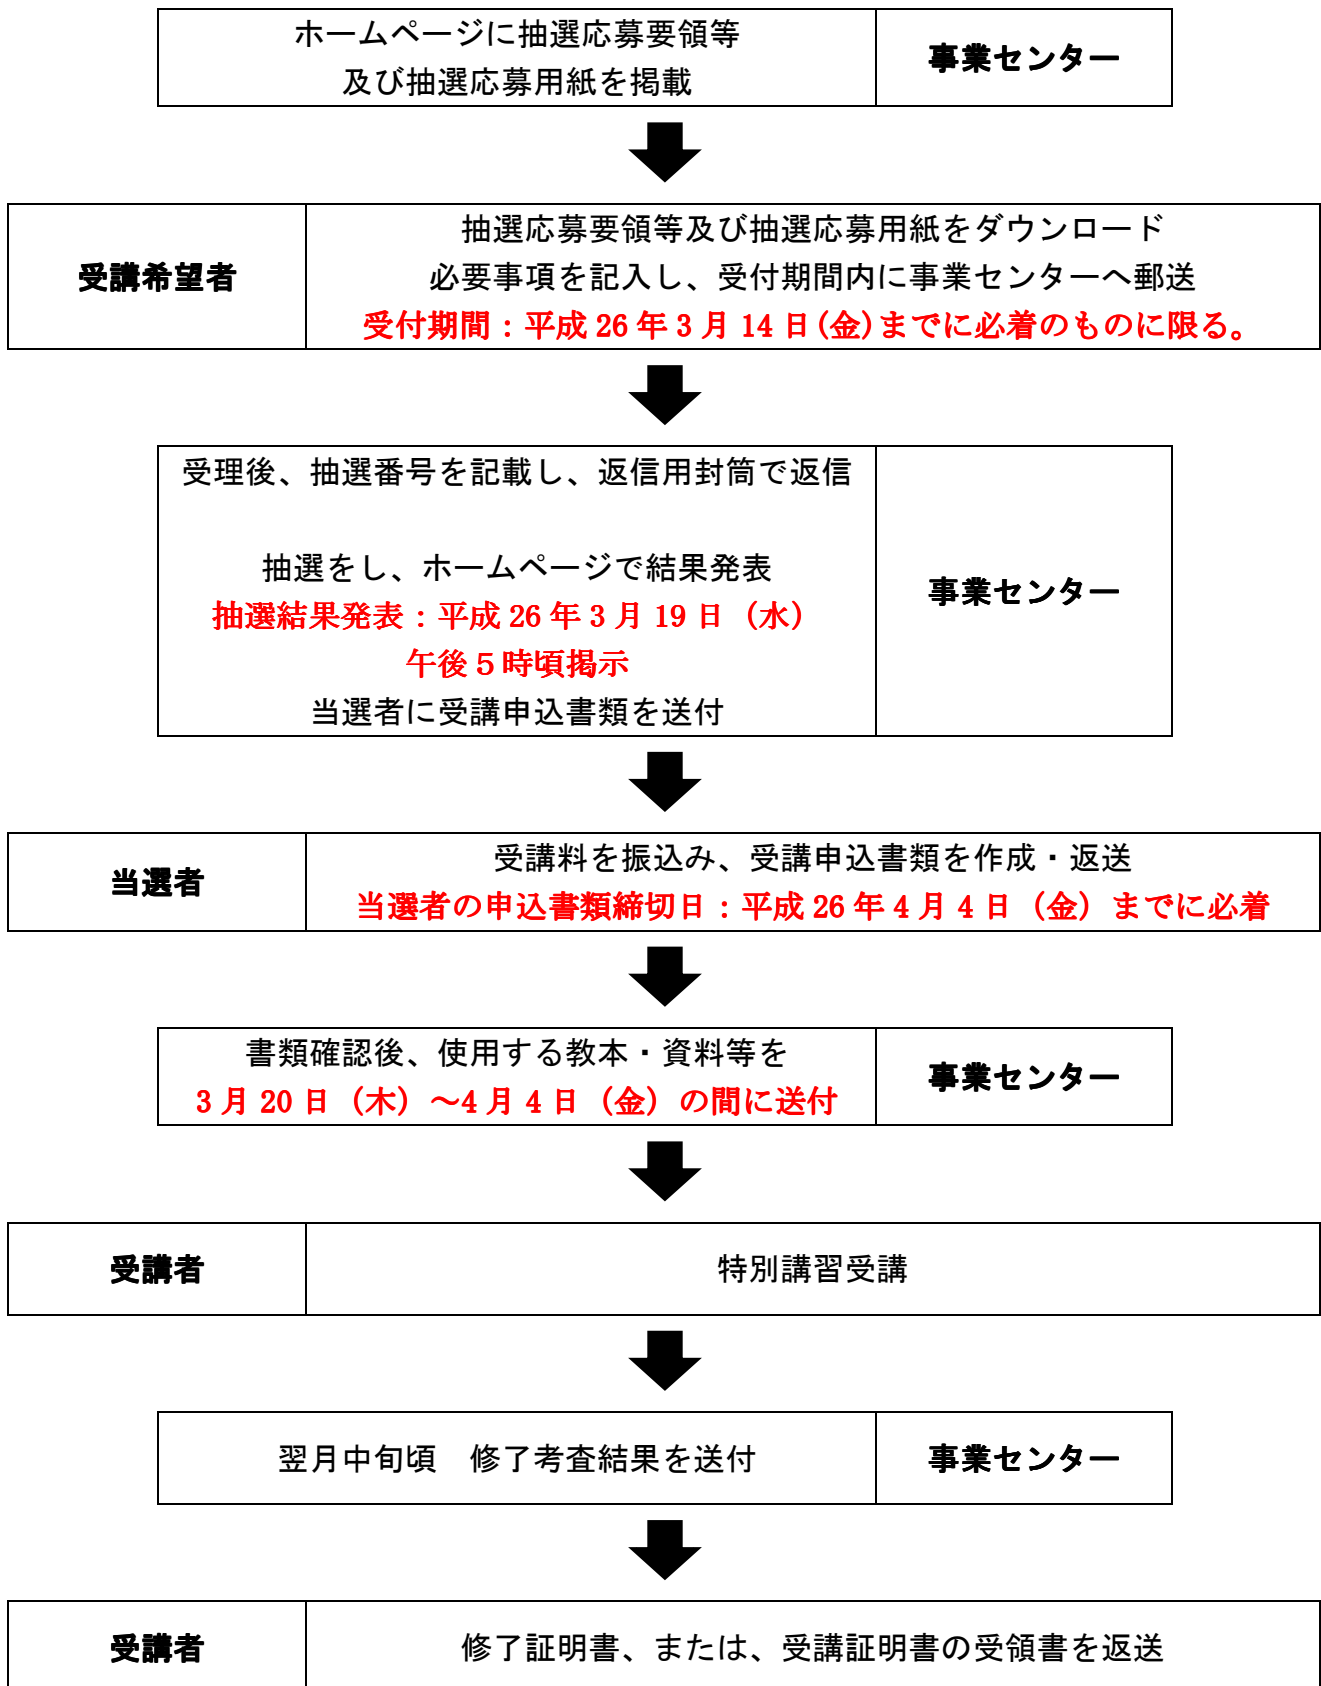 ホームページに抽選応募要領等
及び抽選応募用紙を掲載
事業センター
受講希望者
抽選応募要領等及び抽選応募用紙をダウンロード
必要事項を記入し、受付期間内に事業センターへ郵送
受付期間：平成 26 年 3 月 14 日(金)までに必着のものに限る。
受理後、抽選番号を記載し、返信用封筒で返信
抽選をし、ホームページで結果発表
抽選結果発表：平成 26 年 3 月 19 日（水）
午後５時頃掲示
当選者に受講申込書類を送付
事業センター
当選者
受講料を振込み、受講申込書類を作成・返送
当選者の申込書類締切日：平成 26 年 4 月 4 日（金）までに必着
書類確認後、使用する教本・資料等を
3 月 20 日（木）～4 月 4 日（金）の間に送付
事業センター
受講者
特別講習受講
翌月中旬頃　修了考査結果を送付
事業センター
受講者
修了証明書、または、受講証明書の受領書を返送